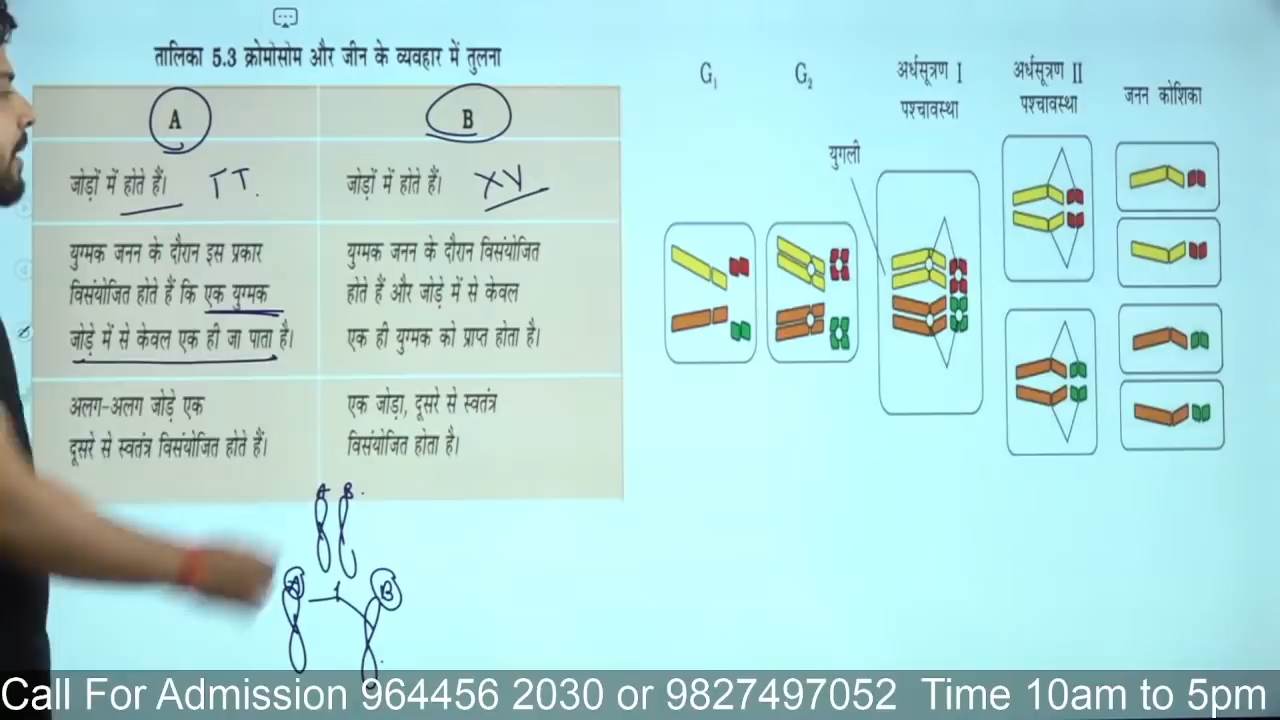 तालिका 5.3 क्रोमोसोम और जीन के व्यवहार में तुलना
A
B
जोड़ों में होते हैं।
TT.
जोड़ों में होते हैं।
XY
युग्मक जनन के दौरान इस प्रकार
विसंयोजित होते हैं कि एक युग्मक
जोड़े में से केवल एक ही जा पाता है।
युग्मक जनन के दौरान विसंयोजित
होते हैं और जोड़े में से केवल
एक ही युग्मक को प्राप्त होता है।
अलग-अलग जोड़े एक
दूसरे से स्वतंत्र विसंयोजित होते हैं।
एक जोड़ा, दूसरे से स्वतंत्र
विसंयोजित होता है।
A B
A
1
B
G₁
G₂
अर्धसूत्रण I
पश्चावस्था
अर्धसूत्रण II
पश्चावस्था
जनन कोशिका
युगली
Call For Admission 964456 2030 or 9827497052 Time 10am to 5pm